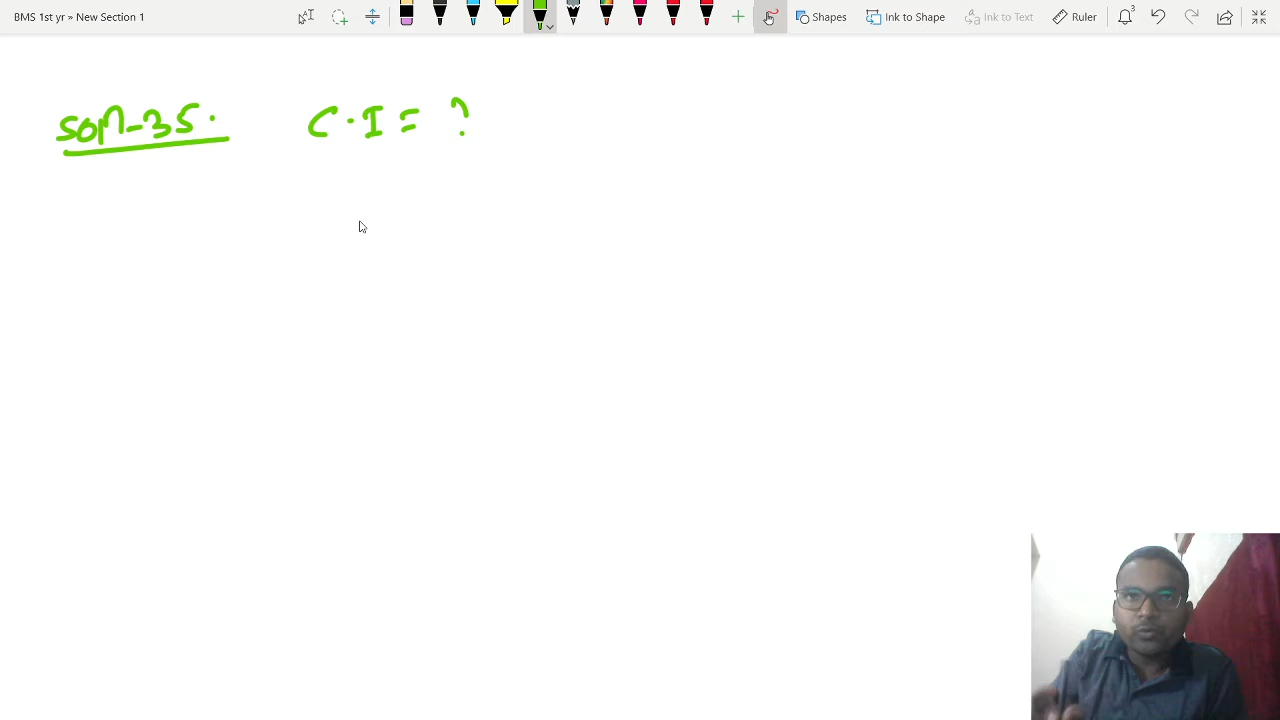 BMS 1st yr » New Section 1
Shapes
Ink to Shape
Ink to Text
Ruler
3
Soln-35.
C.I = ?